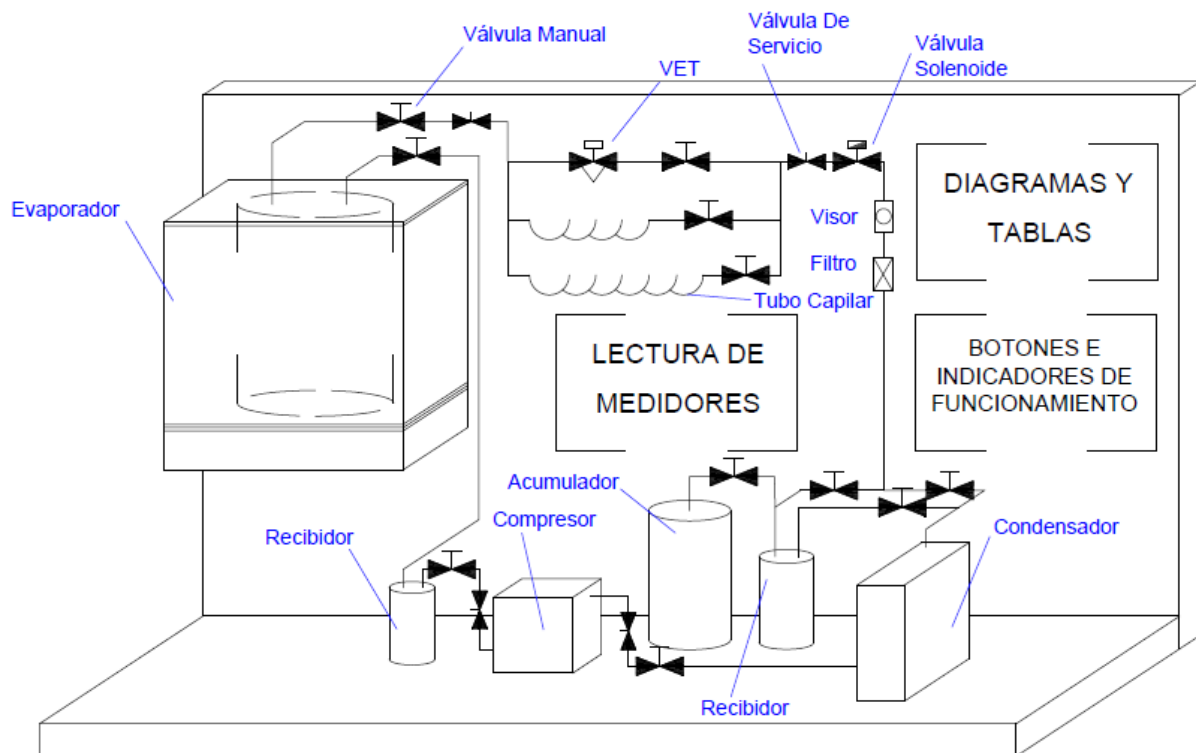 Válvula Manual
VET
Válvula De
Servicio
Válvula
Solenoide
Evaporador
Visor
Filtro
DIAGRAMAS Y
TABLAS
Tubo Capilar
LECTURA DE
MEDIDORES
BOTONES E
INDICADORES DE
FUNCIONAMIENTO
Acumulador
Compresor
Recibidor
Condensador
Recibidor